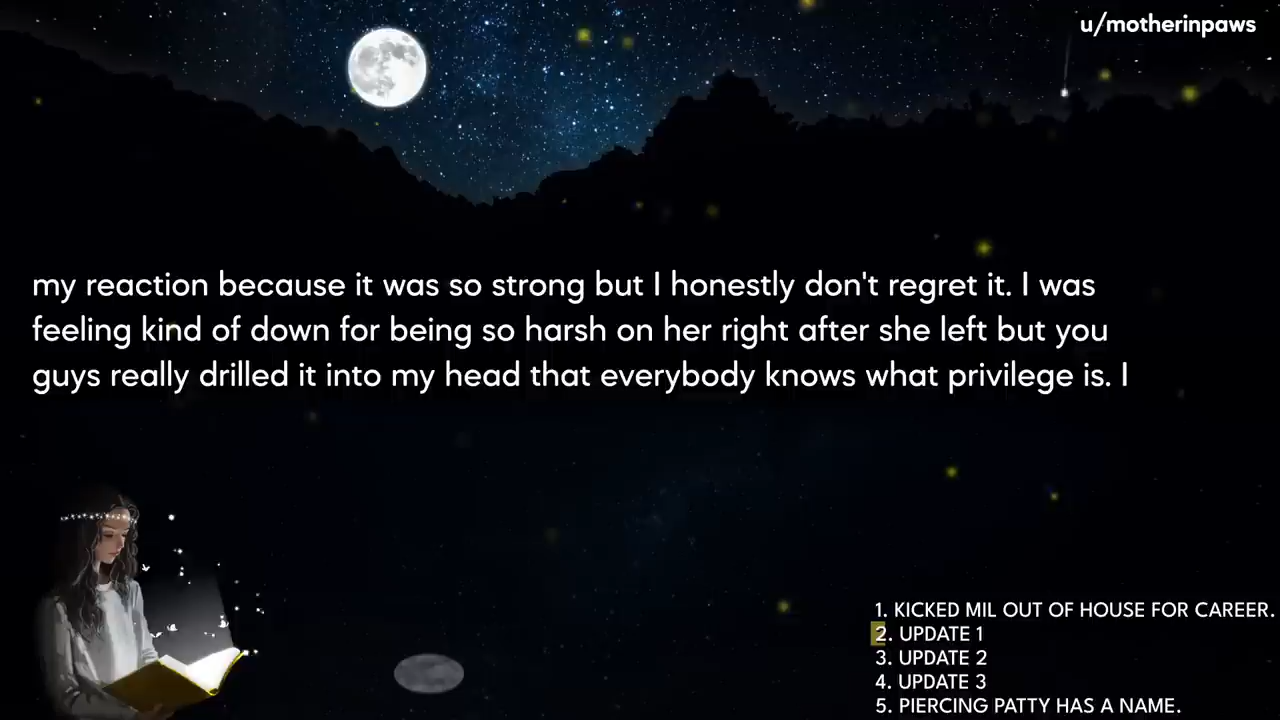 u/motherinpaws
my reaction because it was so strong but I honestly don't regret it. I was
feeling kind of down for being so harsh on her right after she left but you
guys really drilled it into my head that everybody knows what privilege is. I
1. KICKED MIL OUT OF HOUSE FOR CAREER.
2. UPDATE 1
3. UPDATE 2
4. UPDATE 3
5. PIERCING PATTY HAS A NAME.